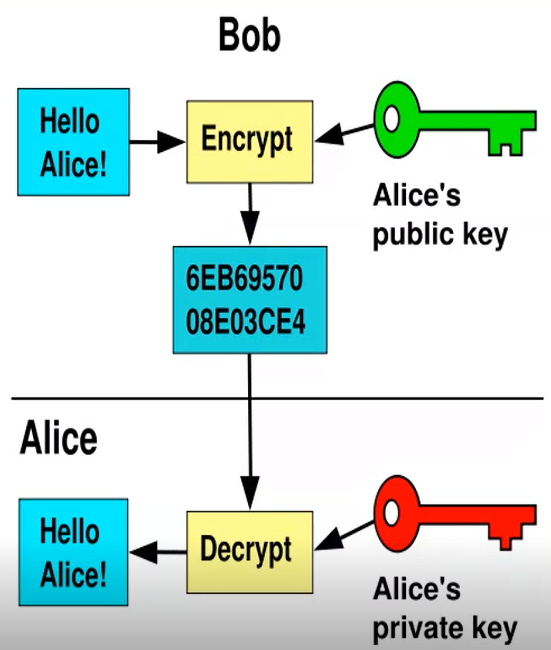 Bob
Hello
Alice!
Encrypt
Alice's
public key
6EB69570
08E03CE4
Alice
Hello
Alice!
Decrypt
Alice's
private key